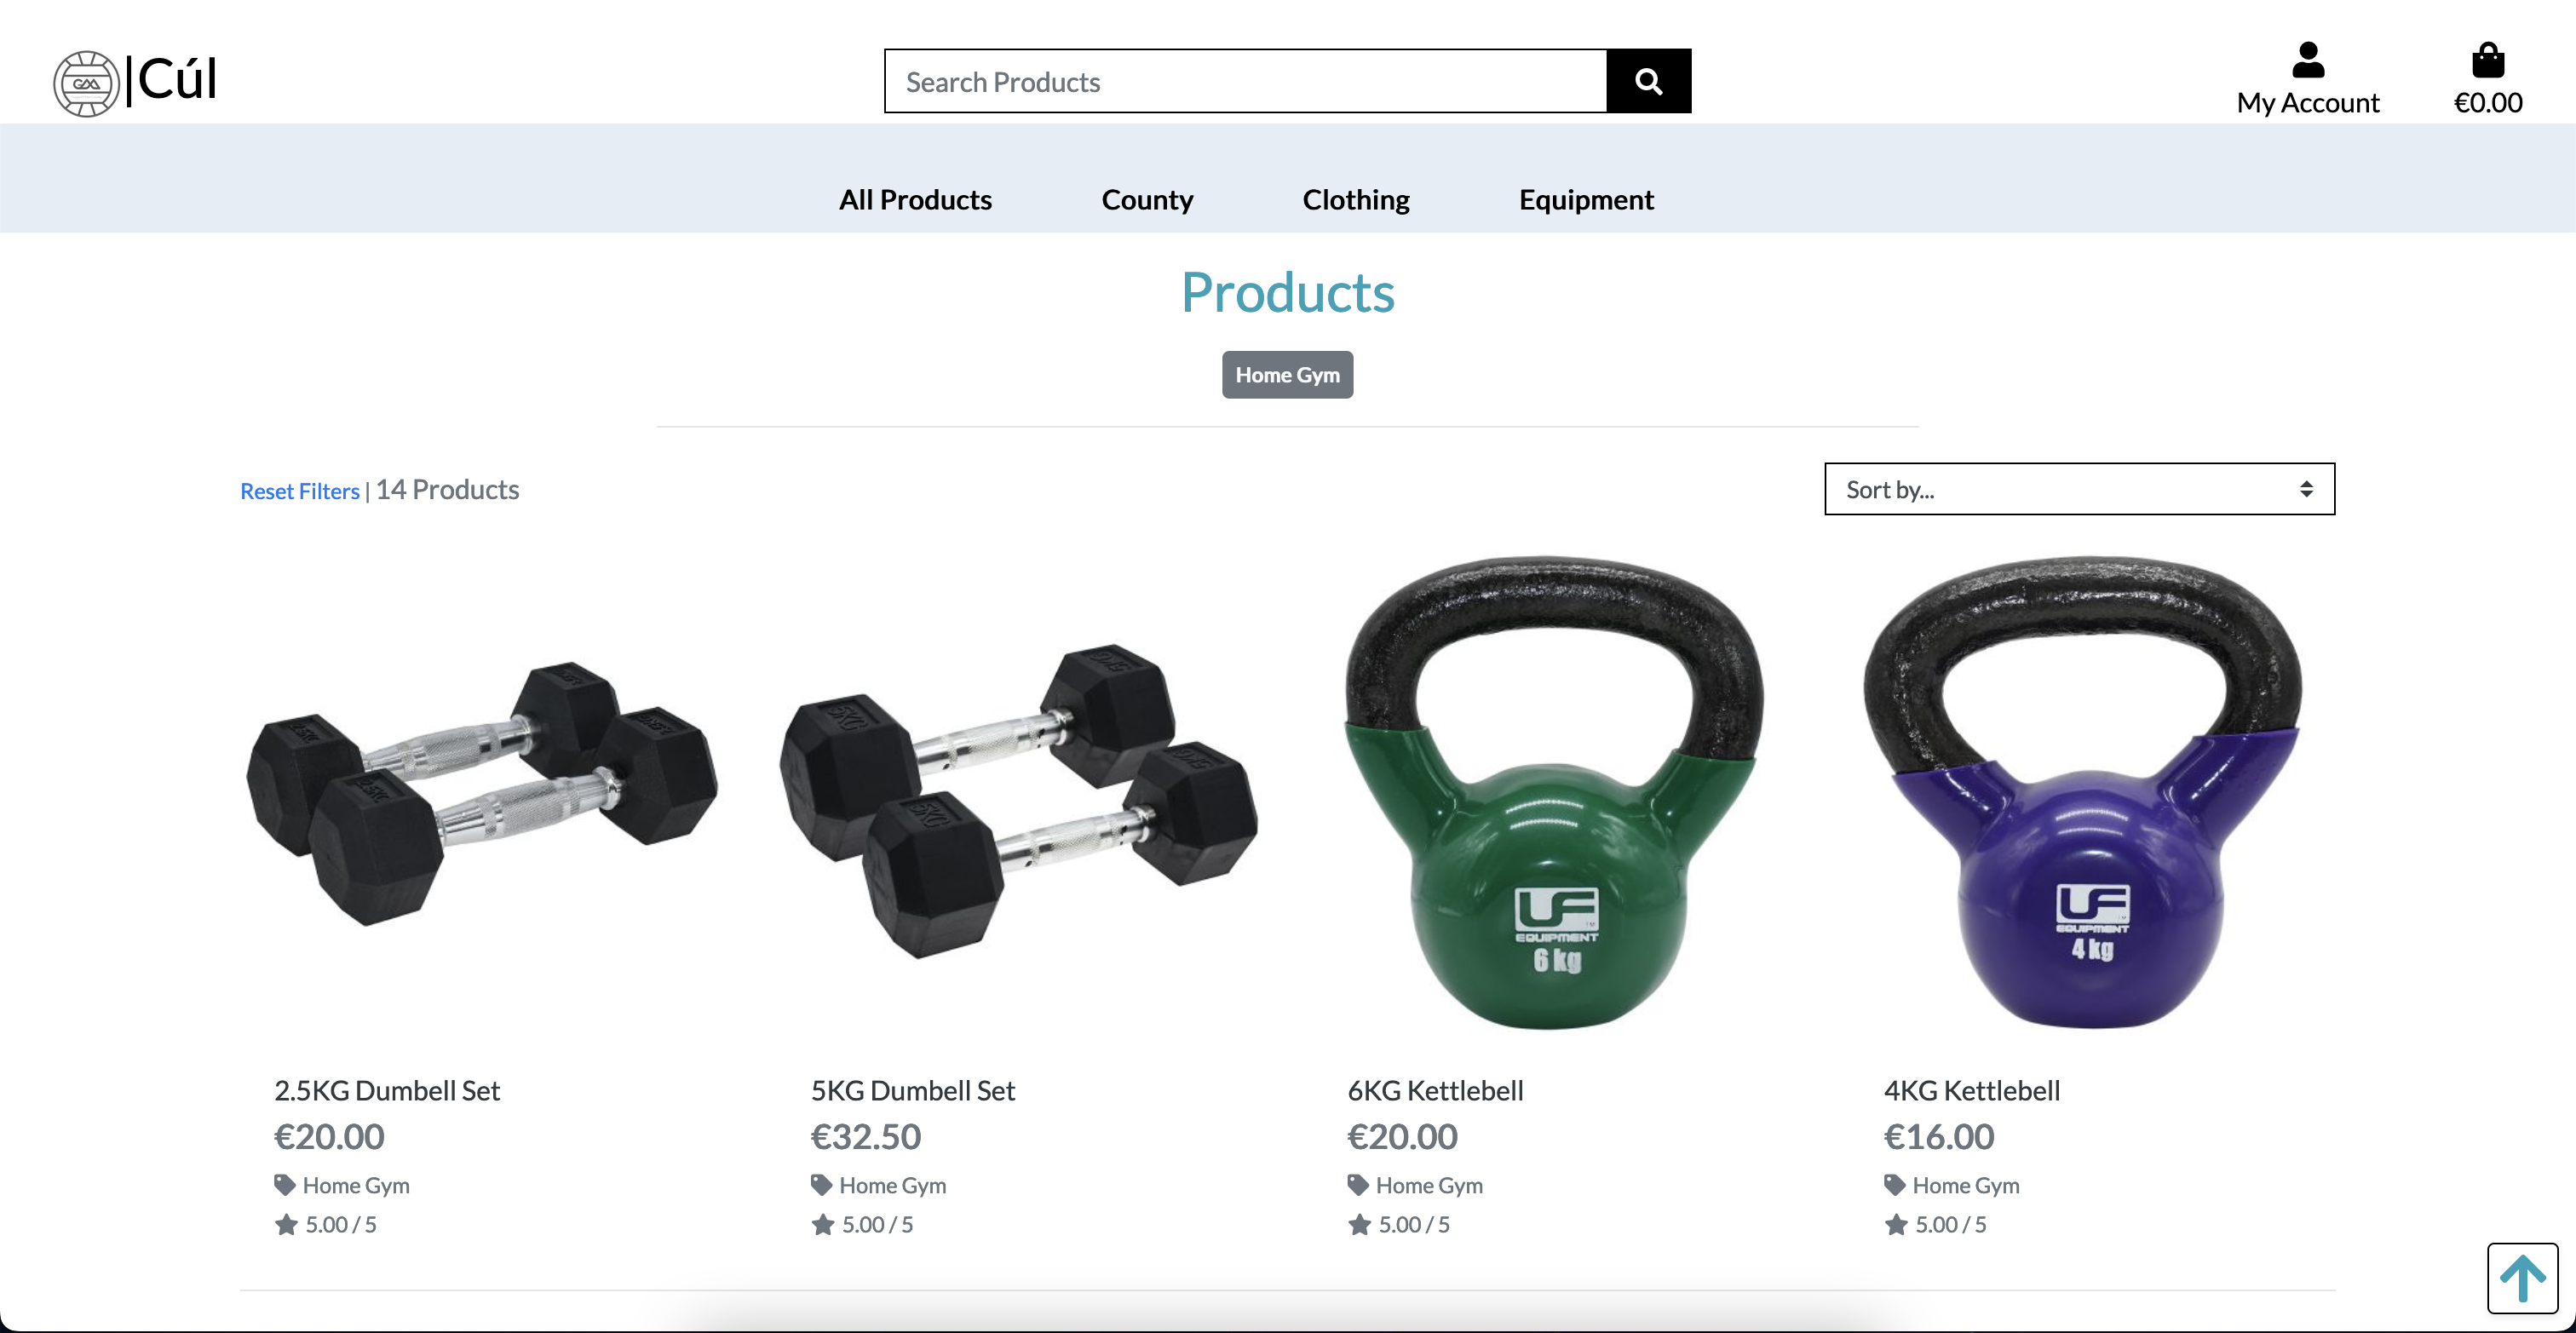 GAA
|Cúl
Search Products
My Account
€0.00
All Products
County
Clothing
Equipment
Products
Home Gym
Reset Filters | 14 Products
Sort by...
5KG
5KG
UF
EQUIPMENT
6 kg
UF
EQUIPMENT
4 kg
2.5KG Dumbell Set
€20.00
Home Gym
5.00 / 5
5KG Dumbell Set
€32.50
Home Gym
5.00 / 5
6KG Kettlebell
€20.00
Home Gym
5.00 / 5
4KG Kettlebell
€16.00
Home Gym
5.00 / 5